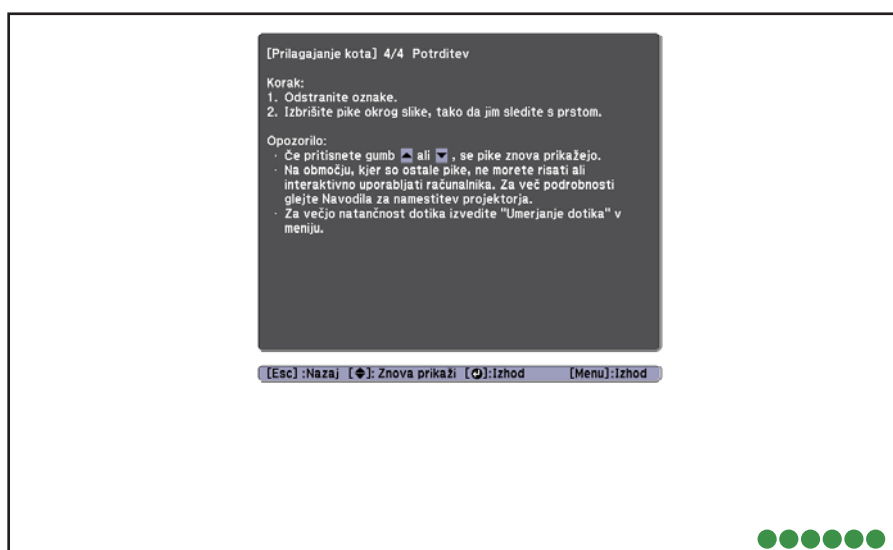 [Prilagajanje kota] 4/4 Potrditev
Korak:
1. Odstranite oznake.
2. Izbrišite pike okrog slike, tako da jim sledite s prstom.
Opozorilo:
· Če pritisnete gumb ▲ ali ▼ , se pike znova prikažejo.
· Na območju, kjer so ostale pike, ne morete risati ali
interaktivno uporabljati računalnika. Za več podrobnosti
glejte Navodila za namestitev projektorja.
· Za večjo natančnost dotika izvedite "Umerjanje dotika" v
meniju.
[Esc] :Nazaj [♦]: Znova prikaži [↵]:Izhod [Menu]:Izhod